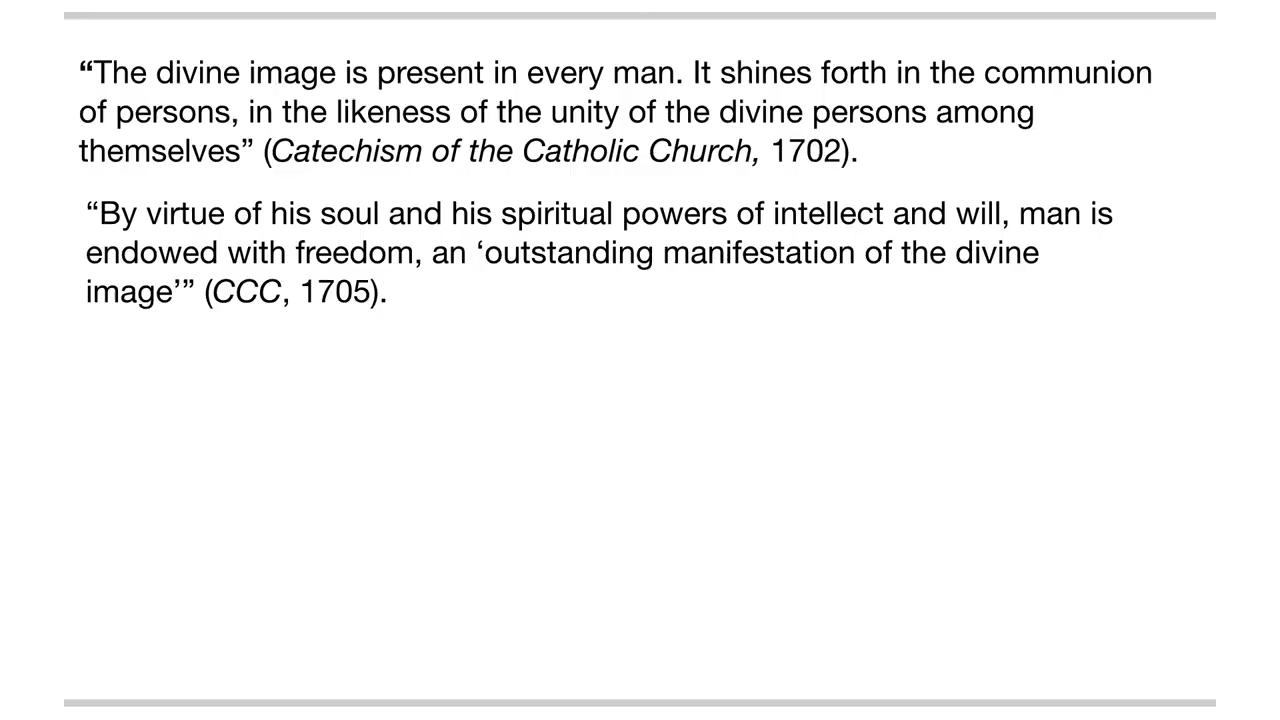 “The divine image is present in every man. It shines forth in the communion
of persons, in the likeness of the unity of the divine persons among
themselves” (Catechism of the Catholic Church, 1702).
“By virtue of his soul and his spiritual powers of intellect and will, man is
endowed with freedom, an ‘outstanding manifestation of the divine
image’” (CCC, 1705).